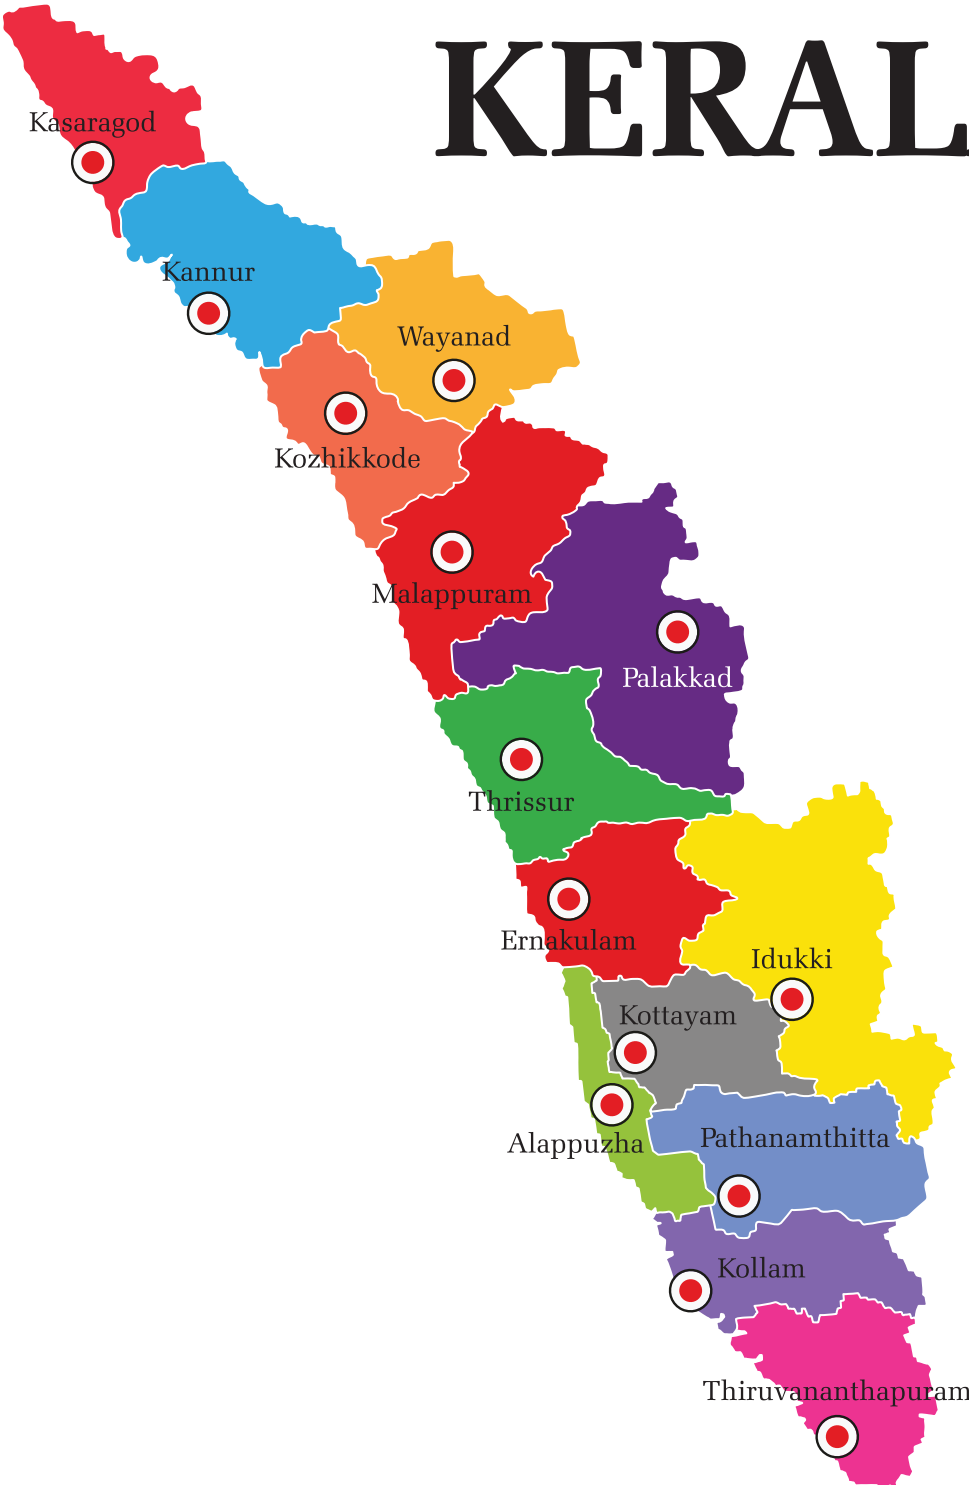 KERAL
Kasaragod
Kannur
Wayanad
Kozhikkode
Malappuram
Palakkad
Thrissur
Ernakulam
Idukki
Kottayam
Alappuzha
Pathanamthitta
Kollam
Thiruvananthapuram